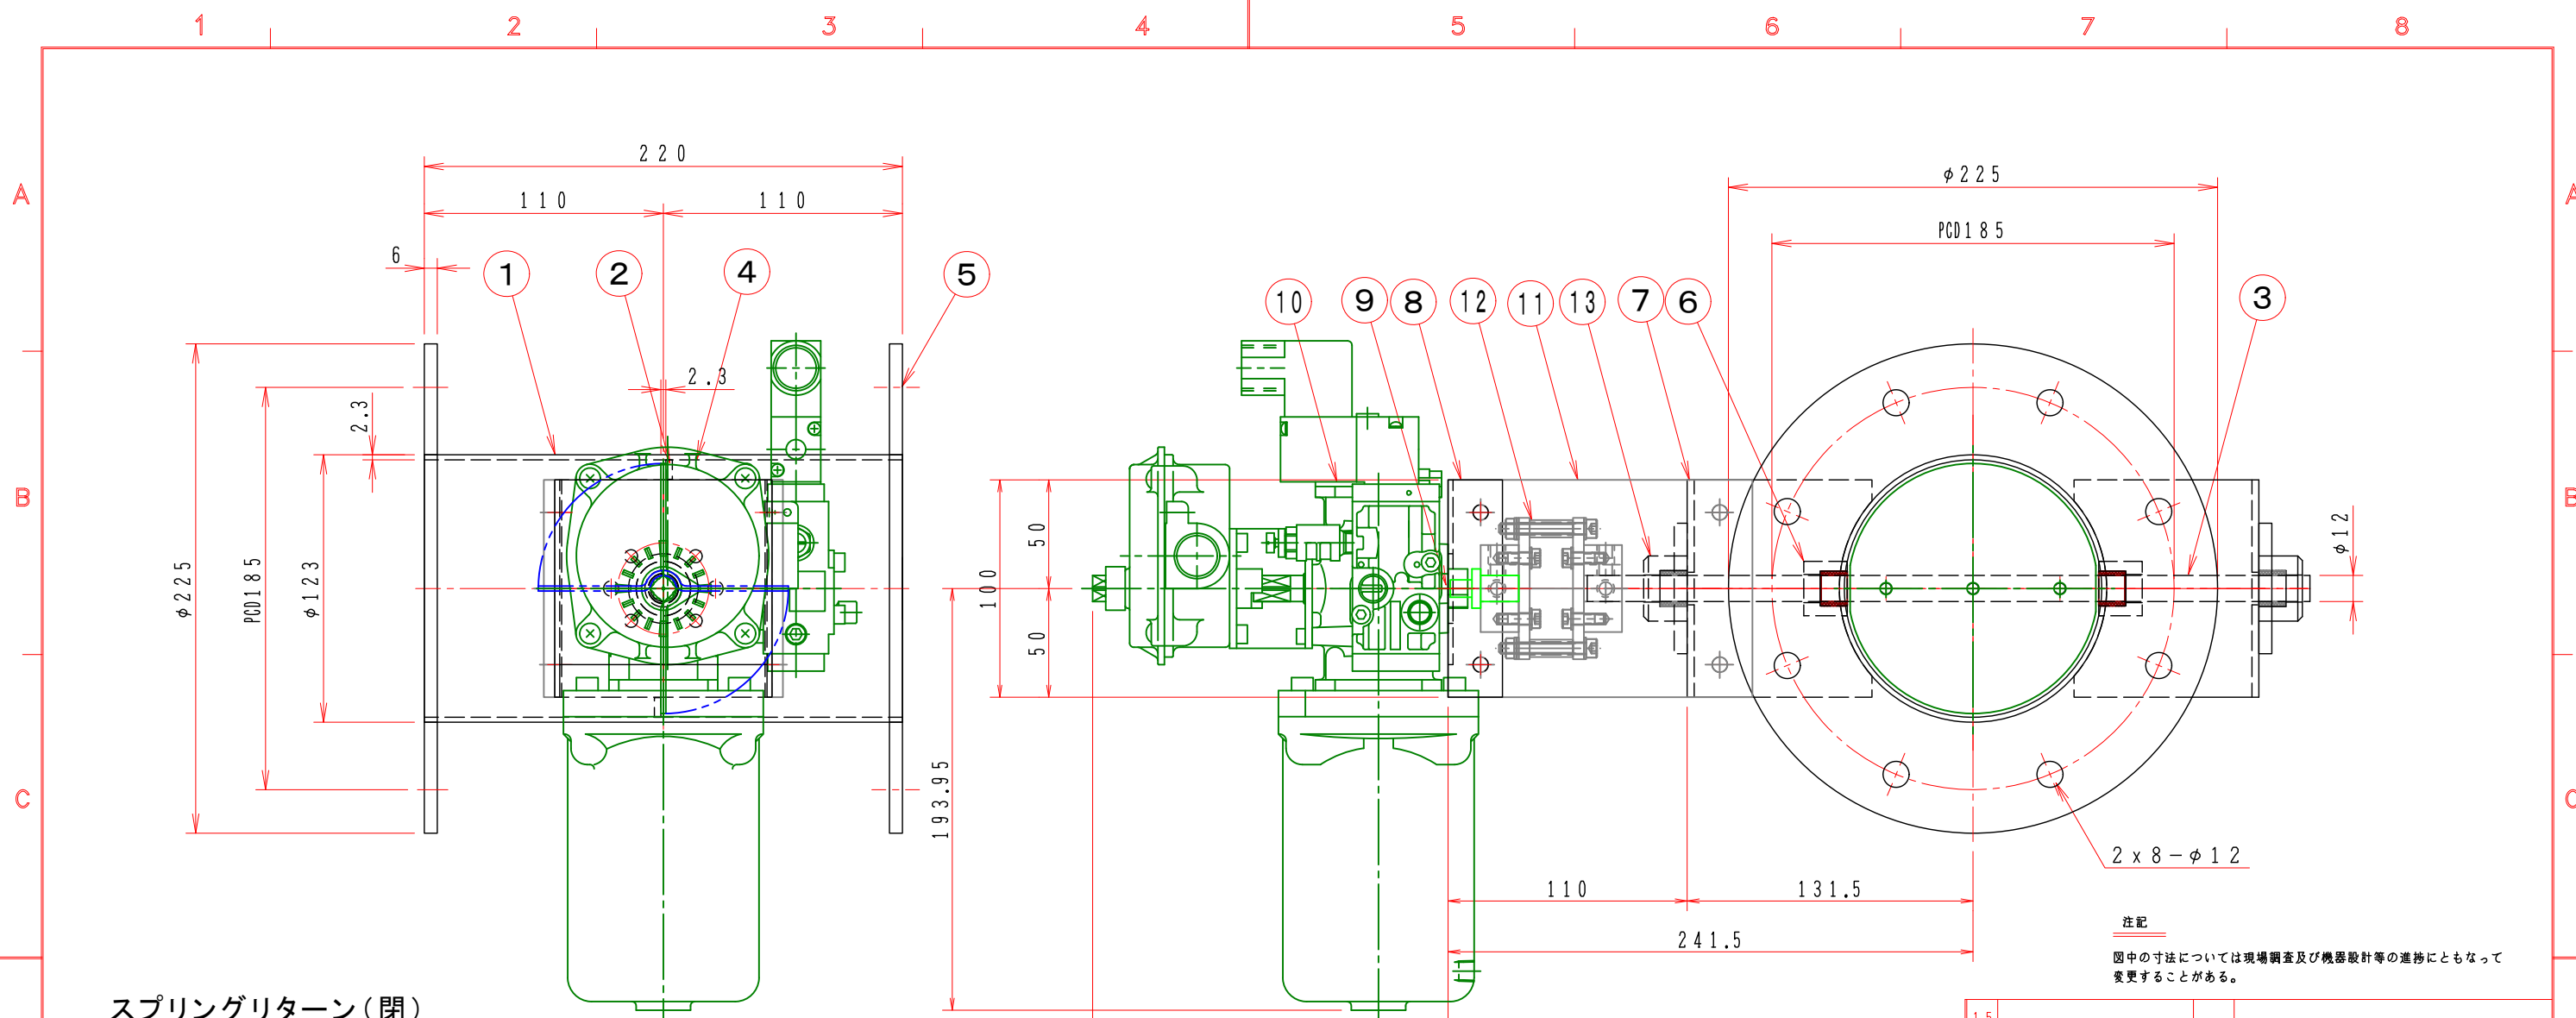 1 2 3 4 5 6 7 8
A A
220
φ225
110 110
PCD185
6
1 2 4 5
10 9 8 12 11 13 7 6 3
2.3
2.3
B B
φ225
PCD185
φ123
100
50
50
φ12
C C
193.95
2x8-φ12
110 131.5
注記
241.5
図中の寸法については現場調査及び機器設計等の進捗にともなって
変更することがある。
スプリングリターン(閉)
15